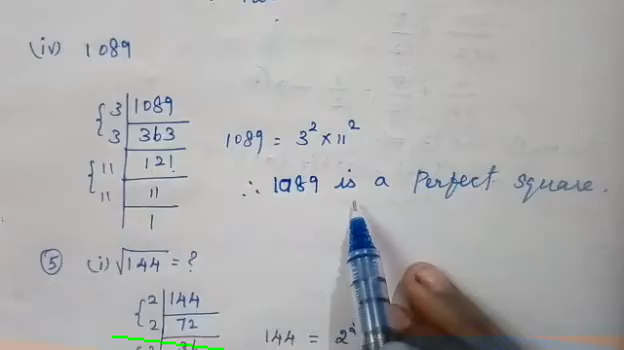 (iv) 1089
3 1089
3 363 1089 = 3² × 11²
11 121
11 11 ∴ 1089 is a Perfect Square.
1
⑤ (i) √144 = ?
2 144
2 72 144 = 2²
36